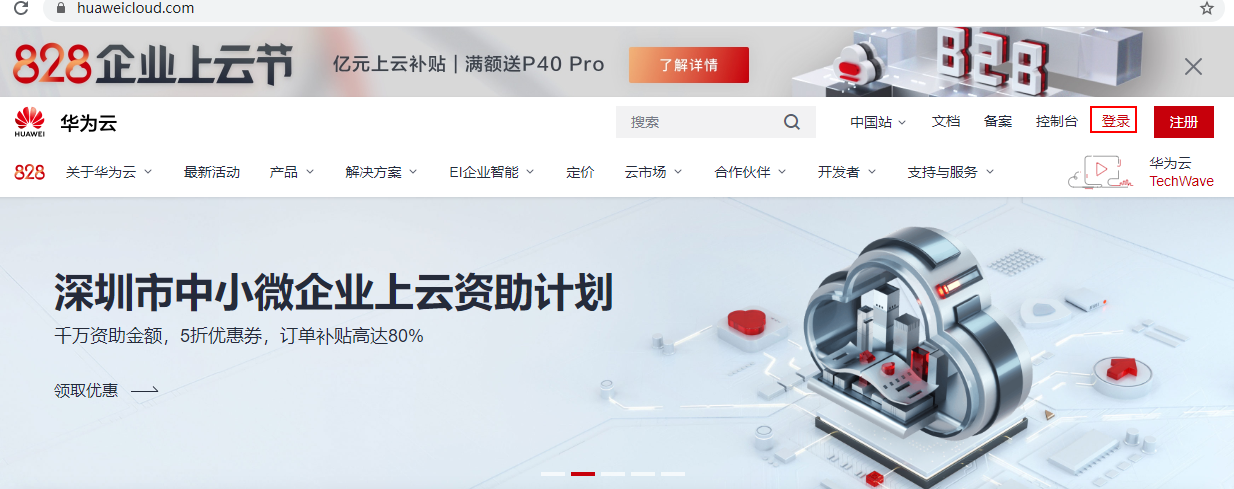 huaweicloud.com
828 企业上云节
亿元上云补贴 | 满额送P40 Pro
了解详情
828
HUAWEI
华为云
搜索
中国站
文档
备案
控制台
登录
注册
828
关于华为云
最新活动
产品
解决方案
EI企业智能
定价
云市场
合作伙伴
开发者
支持与服务
华为云
TechWave
深圳市中小微企业上云资助计划
千万资助金额，5折优惠券，订单补贴高达80%
领取优惠